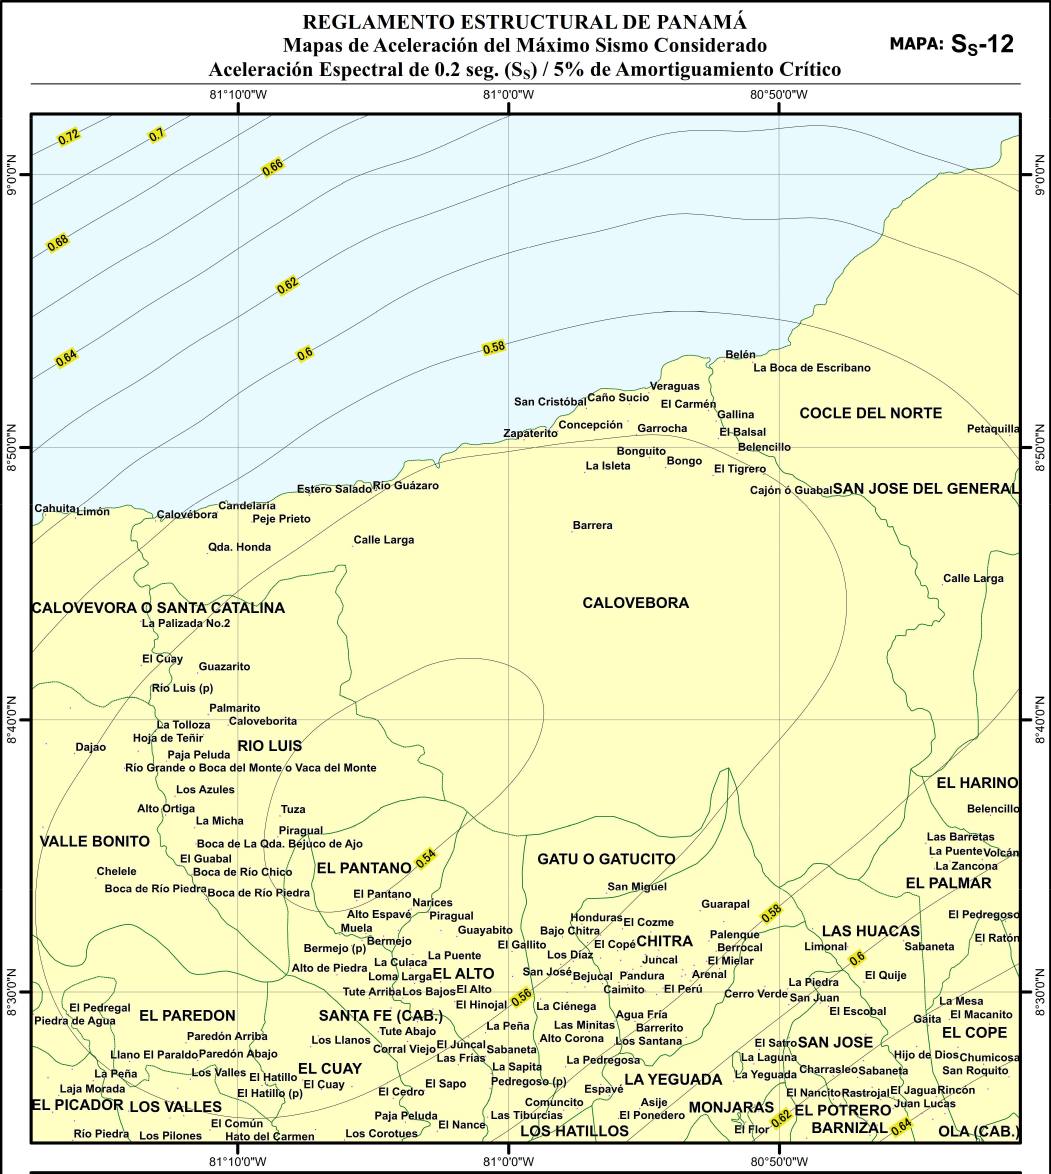 REGLAMENTO ESTRUCTURAL DE PANAMÁ
Mapas de Aceleración del Máximo Sismo Considerado
MAPA: SS-12
Aceleración Espectral de 0.2 seg. (SS) / 5% de Amortiguamiento Crítico
81°10'0"W 81°0'0"W 80°50'0"W
0.72 0.7
0.66
9°0'0"N 9°0'0"N
0.68
0.62
0.64 0.6 0.58
Belén
La Boca de Escribano
Veraguas
San Cristóbal Caño Sucio
El Carmén
Gallina COCLE DEL NORTE
Concepción Garrocha
Zapaterito El Balsal Petaquilla
8°50'0"N 8°50'0"N
Belencillo
Bonguito
La Isleta Bongo
El Tigrero
Estero Salado Río Guázaro
Cajón ó Guabal SAN JOSE DEL GENERAL
Cahuita Limón
Candelaria
Calovébora
Peje Prieto
Barrera
Qda. Honda Calle Larga
Calle Larga
CALOVEVORA O SANTA CATALINA
CALOVEBORA
La Palizada No.2
El Cuay
Guazarito
Río Luis (p)
Palmarito
La Tolloza Caloveborita
8°40'0"N 8°40'0"N
Hoja de Teñir
Dajao RIO LUIS
Paja Peluda
Río Grande o Boca del Monte o Vaca del Monte
Los Azules
EL HARINO
Alto Ortiga Tuza
Belencillo
La Micha
Piragual
VALLE BONITO
Boca de La Qda. Bejuco de Ajo
Las Barretas
La Puente Volcán
El Guabal
0.54
GATU O GATUCITO
Chelele Boca de Río Chico
EL PANTANO
La Zancona
Boca de Río Piedra Boca de Río Piedra
San Miguel
EL PALMAR
El Pantano
Narices
Guarapal
0.58
Alto Espavé Piragual
Honduras El Cozme
El Pedregoso
Muela Guayabito
Bajo Chitra
Palenque LAS HUACAS
Bermejo
El Gallito El Copé CHITRA
Berrocal Limonal Sabaneta El Ratón
Bermejo (p)
La Puente
Los Díaz Juncal El Mielar
0.6
La Culaca
Alto de Piedra
Loma Larga EL ALTO
San José Bejucal Pandura Arenal
El Quije
Tute Arriba Los Bajos El Alto
0.56
Caimito El Perú
Cerro Verde La Piedra
8°30'0"N 8°30'0"N
San Juan
El Hinojal La Ciénega
La Mesa
El Pedregal
El Escobal
Piedra de Agua EL PAREDON SANTA FE (CAB.)
Agua Fría
Gaita El Macanito
La Peña Las Minitas Barrerito
Tute Abajo
EL COPE
Paredón Arriba Los Llanos
Alto Corona Los Santana
El Satro SAN JOSE
Corral Viejo El Juncal Sabaneta
Llano El Paraldo Paredón Abajo
Las Frías
La Pedregosa La Laguna
Hijo de Dios Chumicosa
EL CUAY
La Sapita
La Peña Los Valles El Hatillo
La Yeguada Charrasleo Sabaneta San Roquito
El Cuay El Sapo Pedregoso (p)
LA YEGUADA
Laja Morada El Hatillo (p) El Cedro
Espavé
El Nancito Rastrojal El Jagua Rincón
EL PICADOR LOS VALLES
Comuncito Asije MONJARAS EL POTRERO
Juan Lucas
Paja Peluda Las Tiburcias El Ponedero
0.62
El Común El Nance
BARNIZAL 0.64
Río Piedra Los Pilones Hato del Carmen Los Corotues
LOS HATILLOS El Flor OLA (CAB.)
81°10'0"W 81°0'0"W 80°50'0"W